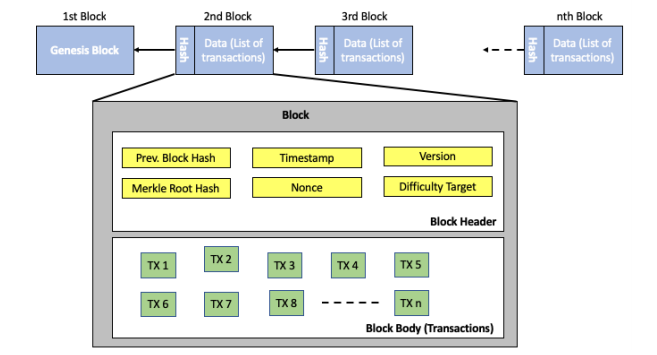 1st Block
2nd Block
3rd Block
nth Block
Genesis Block
Hash
Data (List of
transactions)
Hash
Data (List of
transactions)
Hash
Data (List of
transactions)
Block
Prev. Block Hash
Timestamp
Version
Merkle Root Hash
Nonce
Difficulty Target
Block Header
TX 1
TX 2
TX 3
TX 4
TX 5
TX 6
TX 7
TX 8
TX n
Block Body (Transactions)